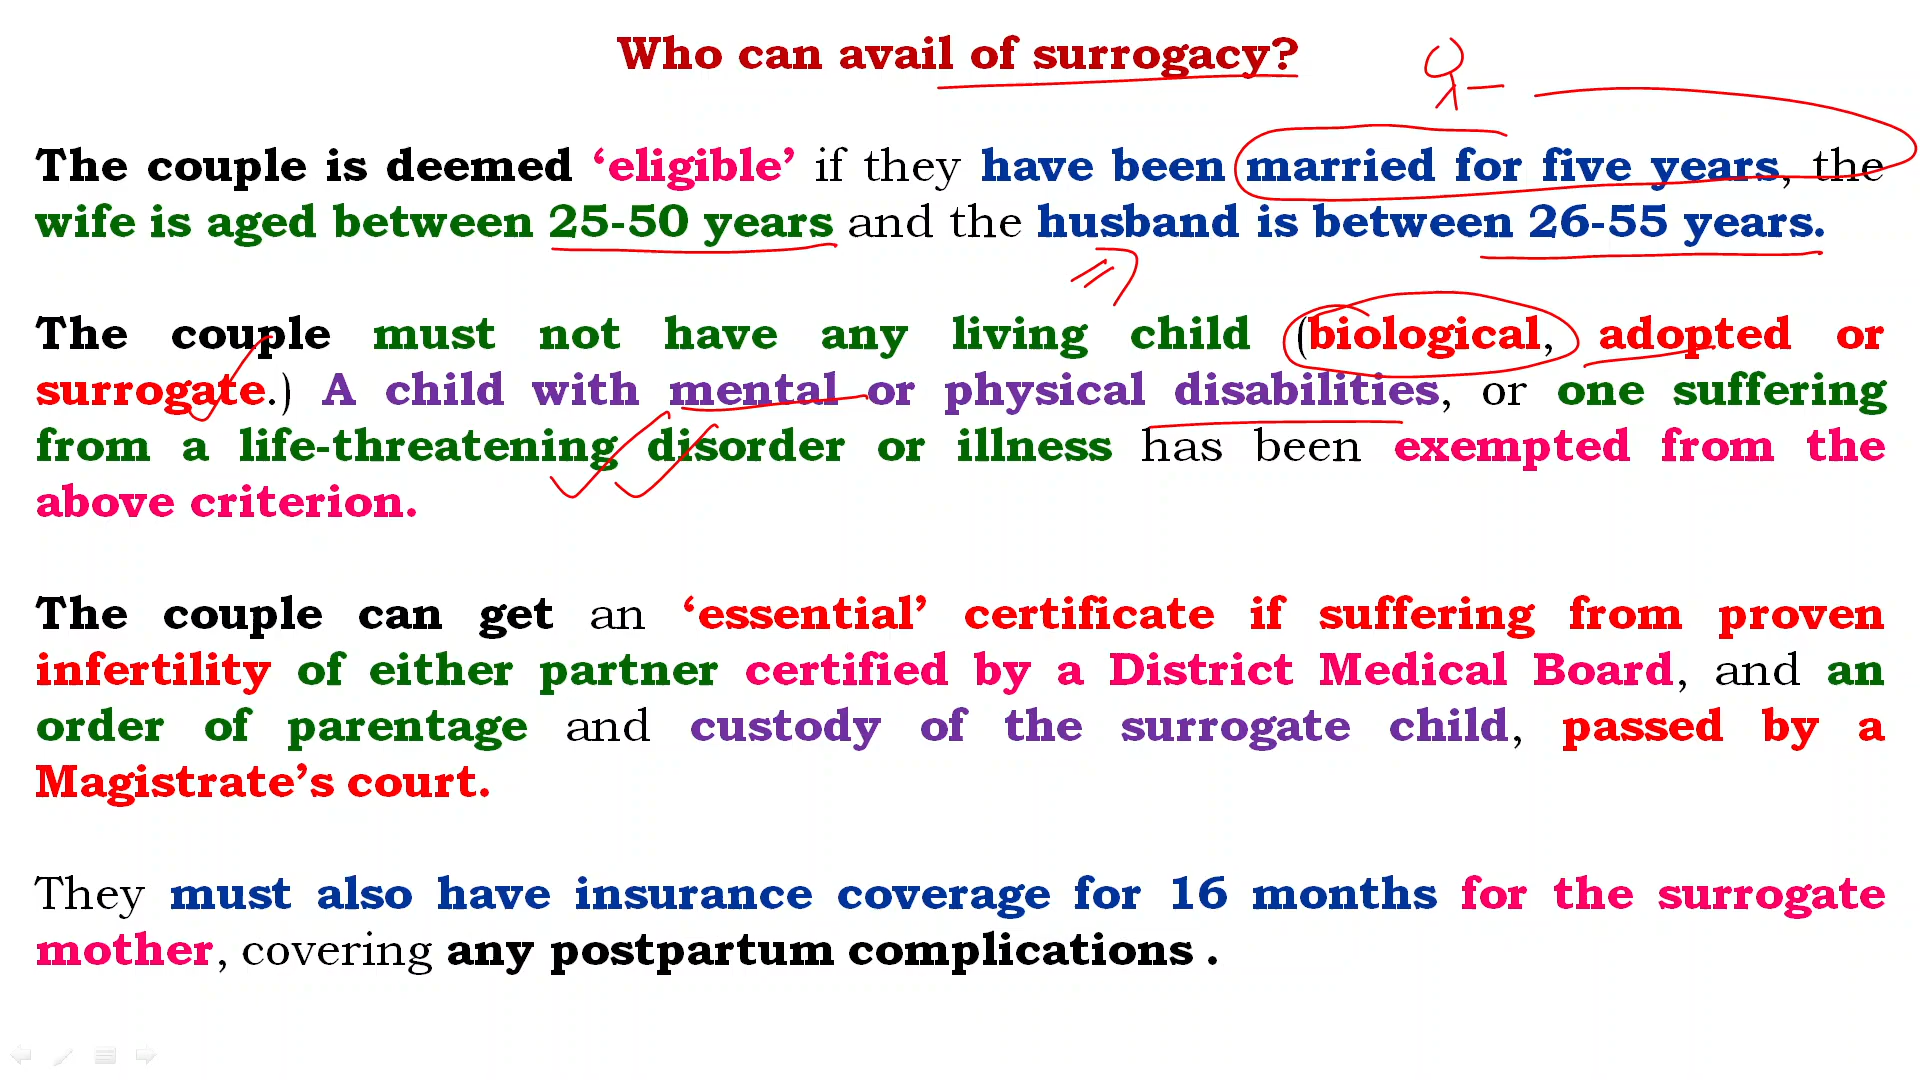 Who can avail of surrogacy?
The couple is deemed ‘eligible’ if they have been married for five years, the
wife is aged between 25-50 years and the husband is between 26-55 years.
The couple must not have any living child (biological, adopted or
surrogate.) A child with mental or physical disabilities, or one suffering
from a life-threatening disorder or illness has been exempted from the
above criterion.
The couple can get an ‘essential’ certificate if suffering from proven
infertility of either partner certified by a District Medical Board, and an
order of parentage and custody of the surrogate child, passed by a
Magistrate’s court.
They must also have insurance coverage for 16 months for the surrogate
mother, covering any postpartum complications .